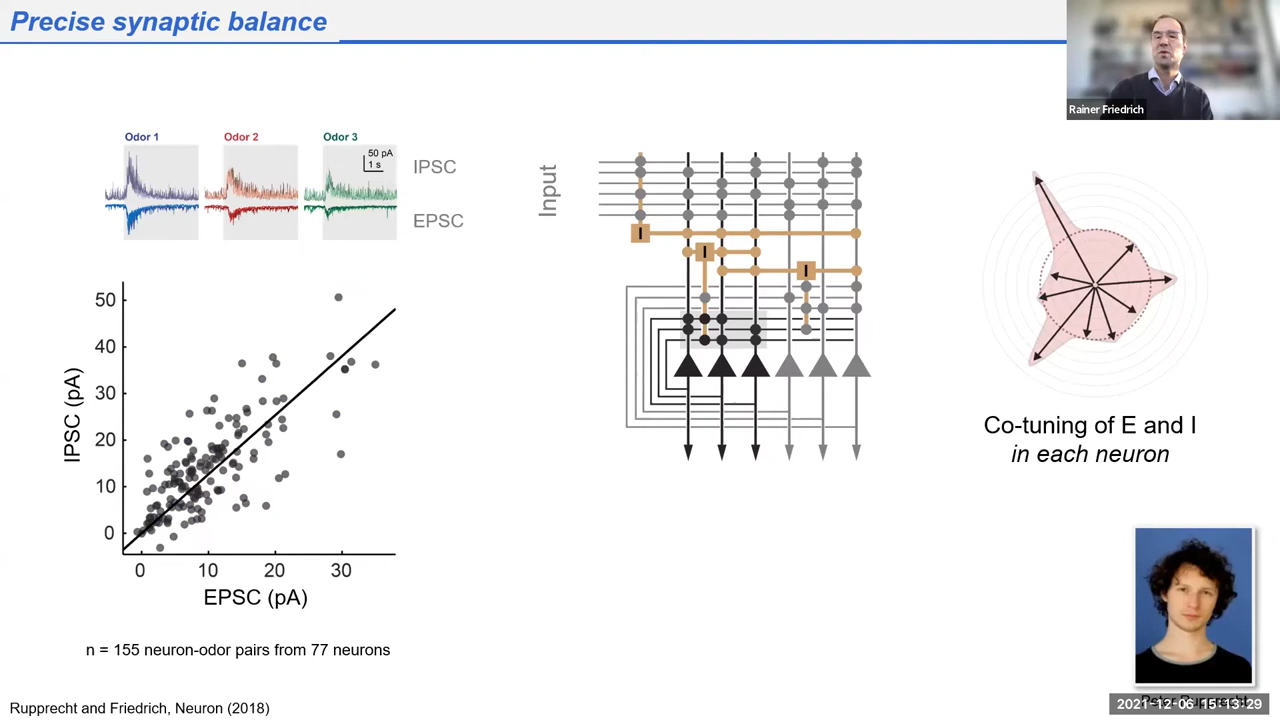 Precise synaptic balance
Rainer Friedrich
Odor 1
Odor 2
Odor 3
50 pA
1 s
IPSC
EPSC
Input
I
I
I
50
40
30
20
10
0
IPSC (pA)
0 10 20 30
EPSC (pA)
n = 155 neuron-odor pairs from 77 neurons
Co-tuning of E and I
in each neuron
Rupprecht and Friedrich, Neuron (2018)
Peter Rupprecht
2021-12-06 15:13:29